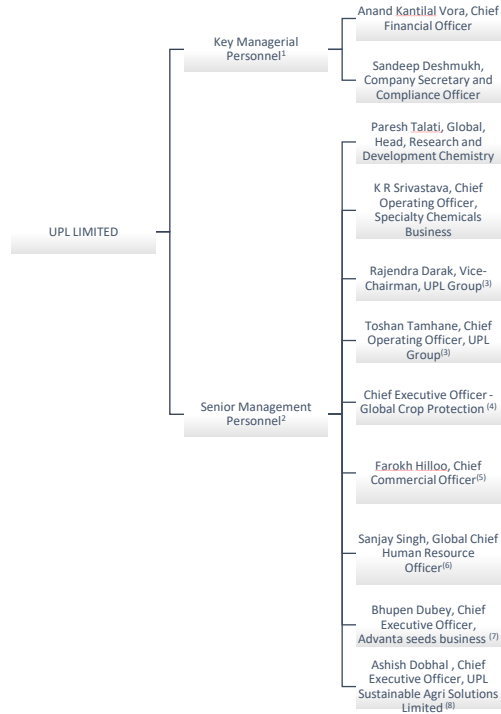 UPL LIMITED
Key Managerial
Personnel¹
Anand Kantilal Vora, Chief
Financial Officer
Sandeep Deshmukh,
Company Secretary and
Compliance Officer
Senior Management
Personnel²
Paresh Talati, Global,
Head, Research and
Development Chemistry
K R Srivastava, Chief
Operating Officer,
Specialty Chemicals
Business
Rajendra Darak, Vice-
Chairman, UPL Group⁽³⁾
Toshan Tamhane, Chief
Operating Officer, UPL
Group⁽³⁾
Chief Executive Officer -
Global Crop Protection ⁽⁴⁾
Farokh Hilloo, Chief
Commercial Officer⁽⁵⁾
Sanjay Singh, Global Chief
Human Resource
Officer⁽⁶⁾
Bhupen Dubey, Chief
Executive Officer,
Advanta seeds business ⁽⁷⁾
Ashish Dobhal , Chief
Executive Officer, UPL
Sustainable Agri Solutions
Limited ⁽⁸⁾